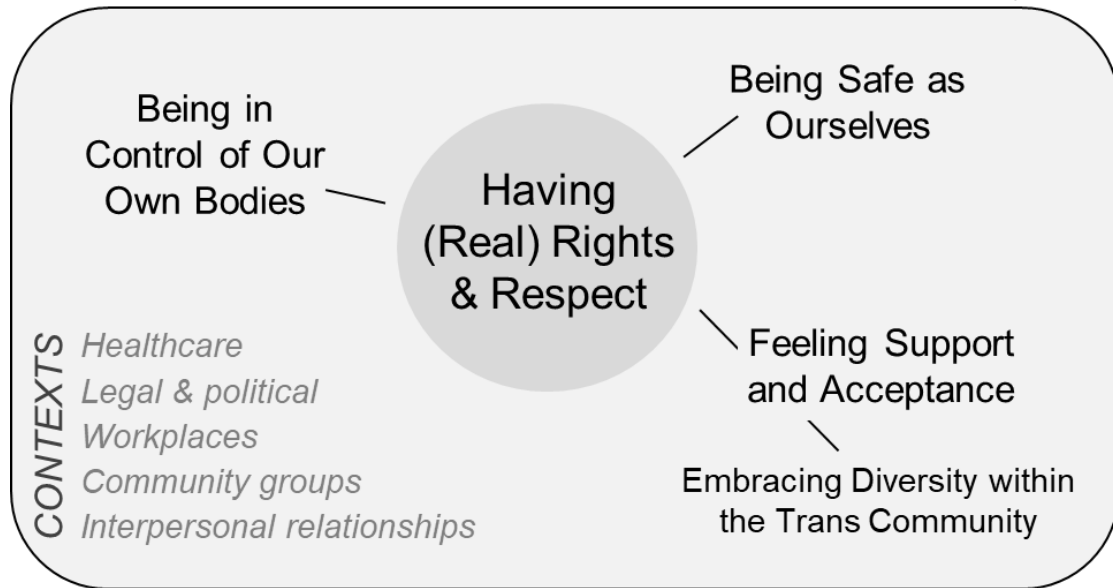 Being in
Control of Our
Own Bodies
Having
(Real) Rights
& Respect
Being Safe as
Ourselves
Feeling Support
and Acceptance
Embracing Diversity within
the Trans Community
CONTEXTS
Healthcare
Legal & political
Workplaces
Community groups
Interpersonal relationships